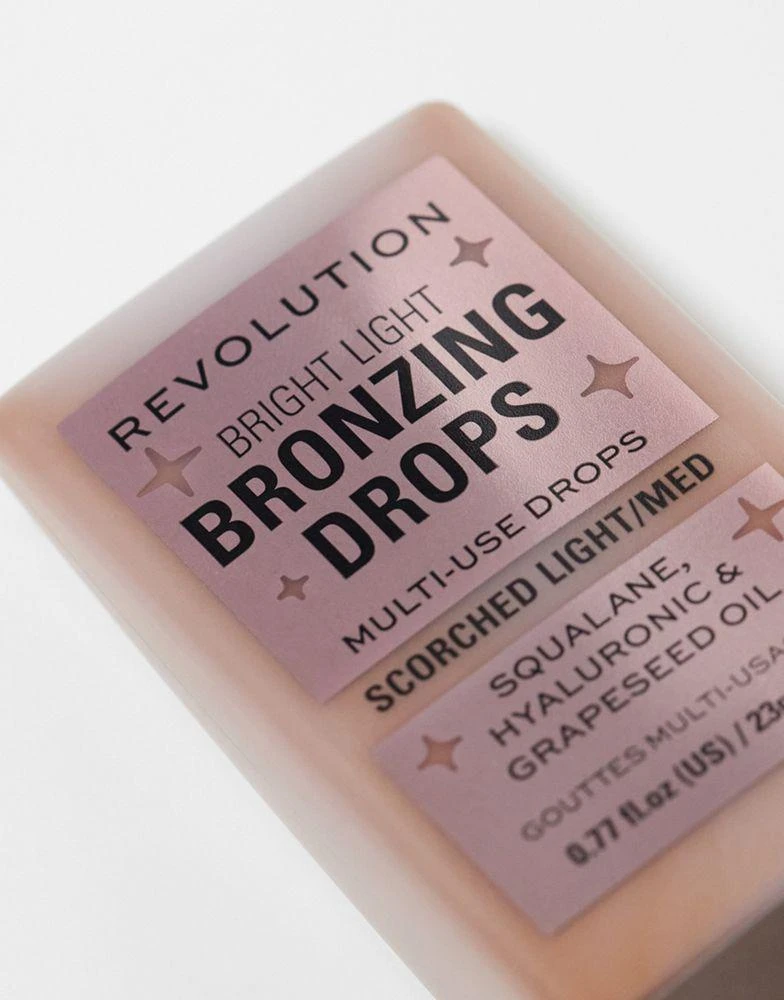 REVOLUTION
BRIGHT LIGHT
BRONZING
DROPS
MULTI-USE DROPS
SCORCHED LIGHT/MED
SQUALANE,
HYALURONIC &
GRAPESEED OIL
GOUTTES MULTI-USA
0.77 fl.oz (US) / 23